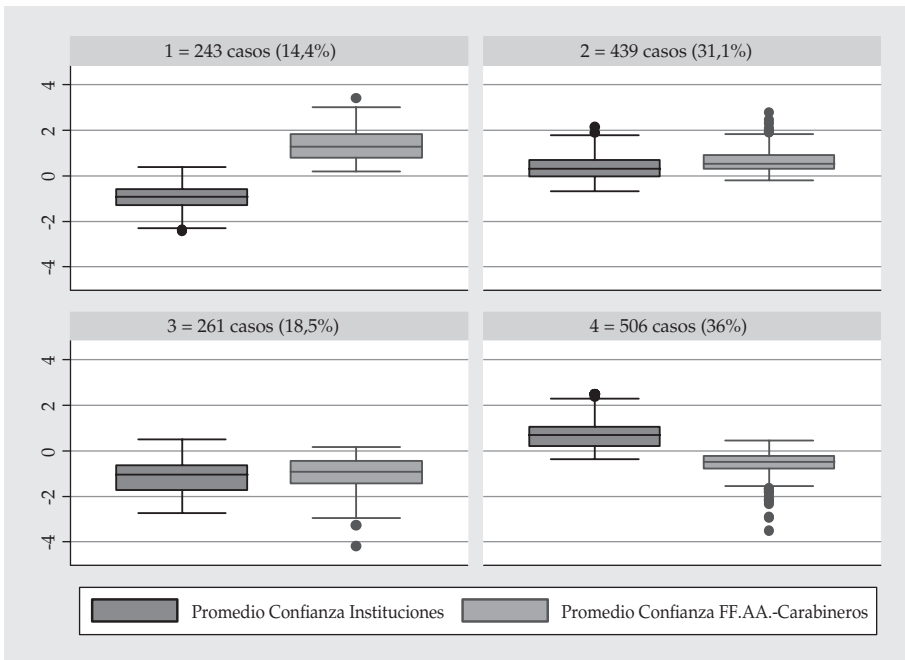 1 = 243 casos (14,4%)
2 = 439 casos (31,1%)
4
2
0
-2
-4
3 = 261 casos (18,5%)
4 = 506 casos (36%)
4
2
0
-2
-4
Promedio Confianza Instituciones
Promedio Confianza FF.AA.-Carabineros